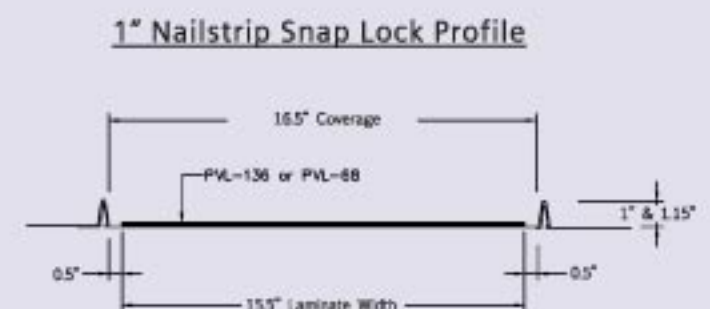 1" Nailstrip Snap Lock Profile
16.5" Coverage
PVL-136 or PVL-68
1" & 1.15"
0.5"
0.5"
15.5" Laminate Width